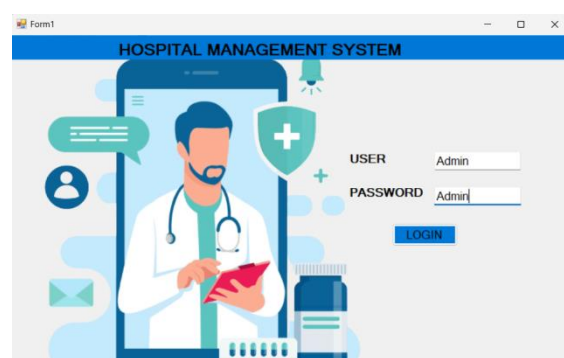 Form1
HOSPITAL MANAGEMENT SYSTEM
USER Admin
PASSWORD Admin
LOGIN